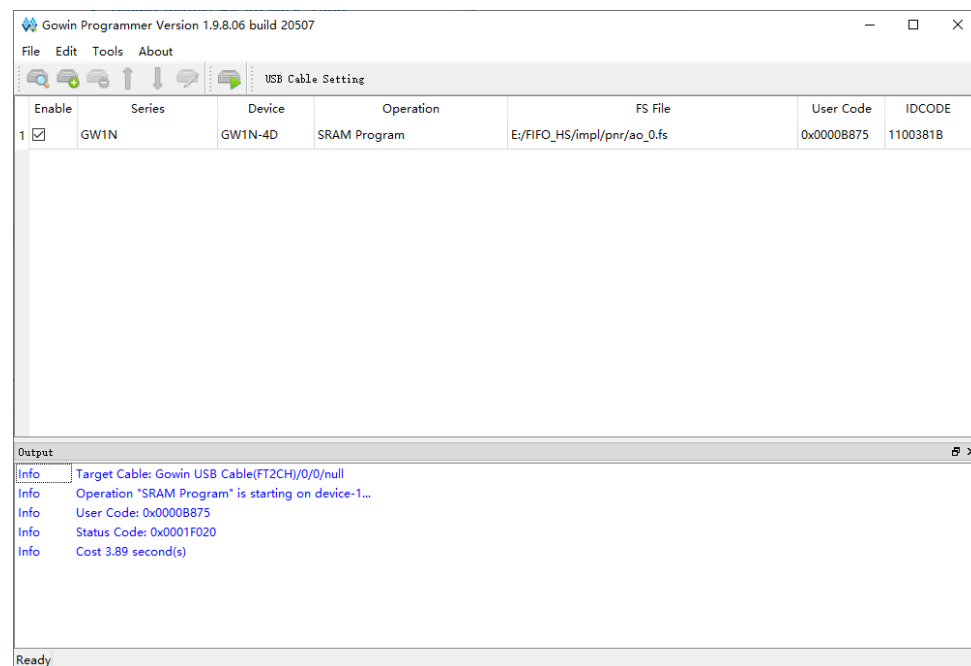 Gowin Programmer Version 1.9.8.06 build 20507
File Edit Tools About
USB Cable Setting
Enable Series Device Operation FS File User Code IDCODE
1 GW1N GW1N-4D SRAM Program E:/FIFO_HS/impl/pnr/ao_0.fs 0x0000B875 1100381B
Output
Info Target Cable: Gowin USB Cable(FT2CH)/0/0/null
Info Operation "SRAM Program" is starting on device-1...
Info User Code: 0x0000B875
Info Status Code: 0x0001F020
Info Cost 3.89 second(s)
Ready